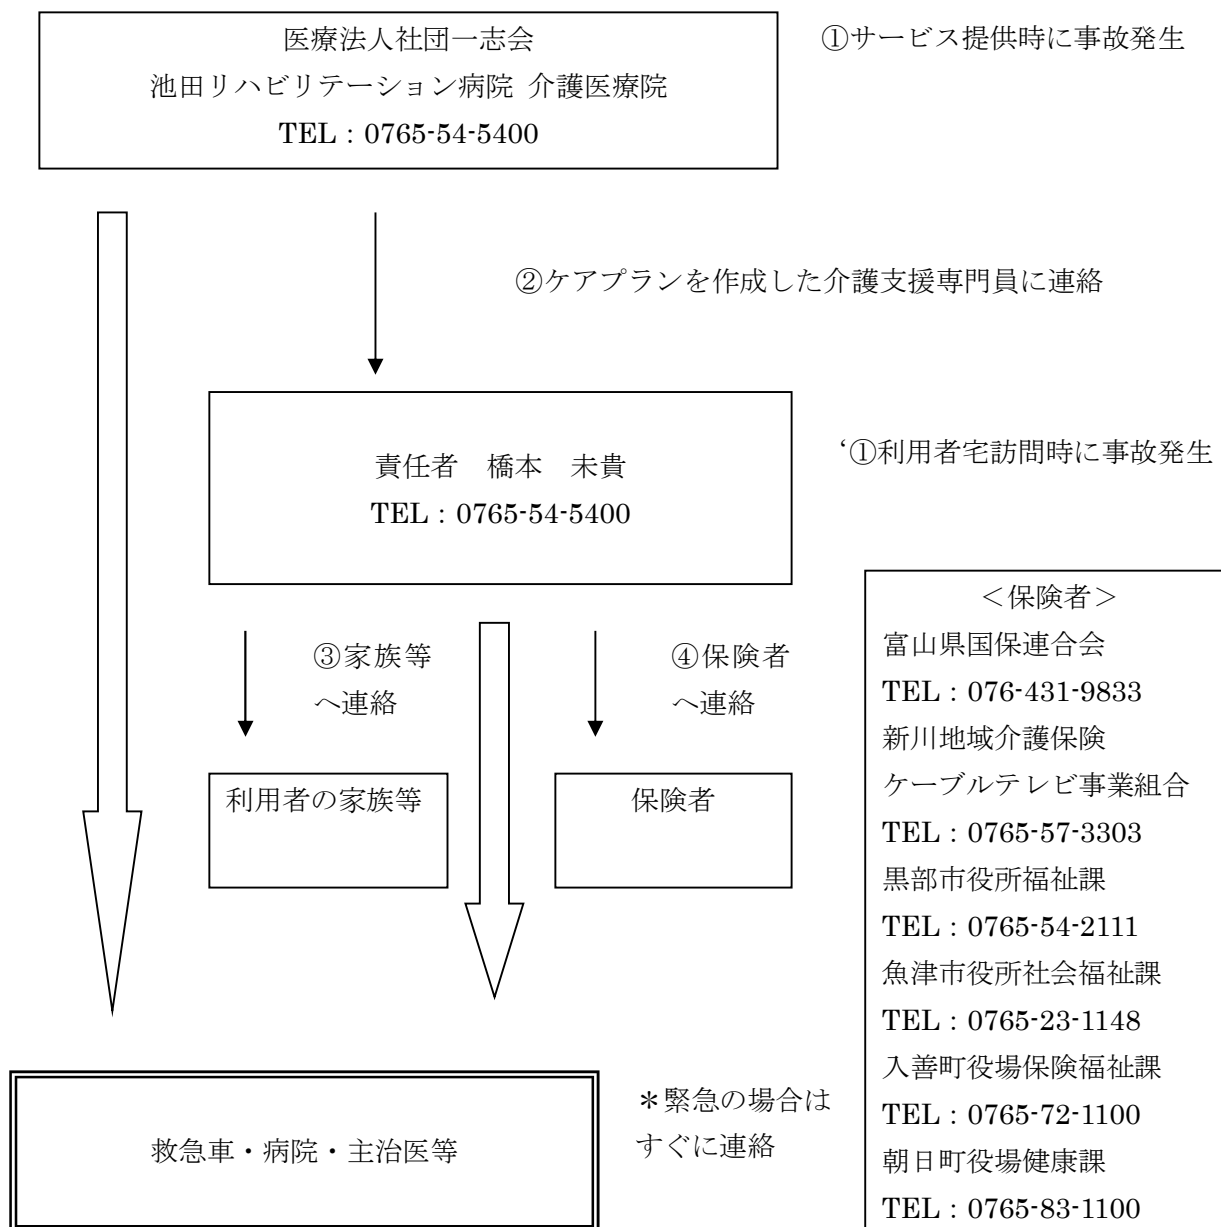 医療法人社団一志会
池田リハビリテーション病院 介護医療院
TEL：0765-54-5400
①サービス提供時に事故発生
②ケアプランを作成した介護支援専門員に連絡
責任者　橋本　未貴
TEL：0765-54-5400
‘①利用者宅訪問時に事故発生
③家族等
へ連絡
④保険者
へ連絡
利用者の家族等
保険者
＜保険者＞
富山県国保連合会
TEL：076-431-9833
新川地域介護保険
ケーブルテレビ事業組合
TEL：0765-57-3303
黒部市役所福祉課
TEL：0765-54-2111
魚津市役所社会福祉課
TEL：0765-23-1148
入善町役場保険福祉課
TEL：0765-72-1100
朝日町役場健康課
TEL：0765-83-1100
＊緊急の場合は
すぐに連絡
救急車・病院・主治医等